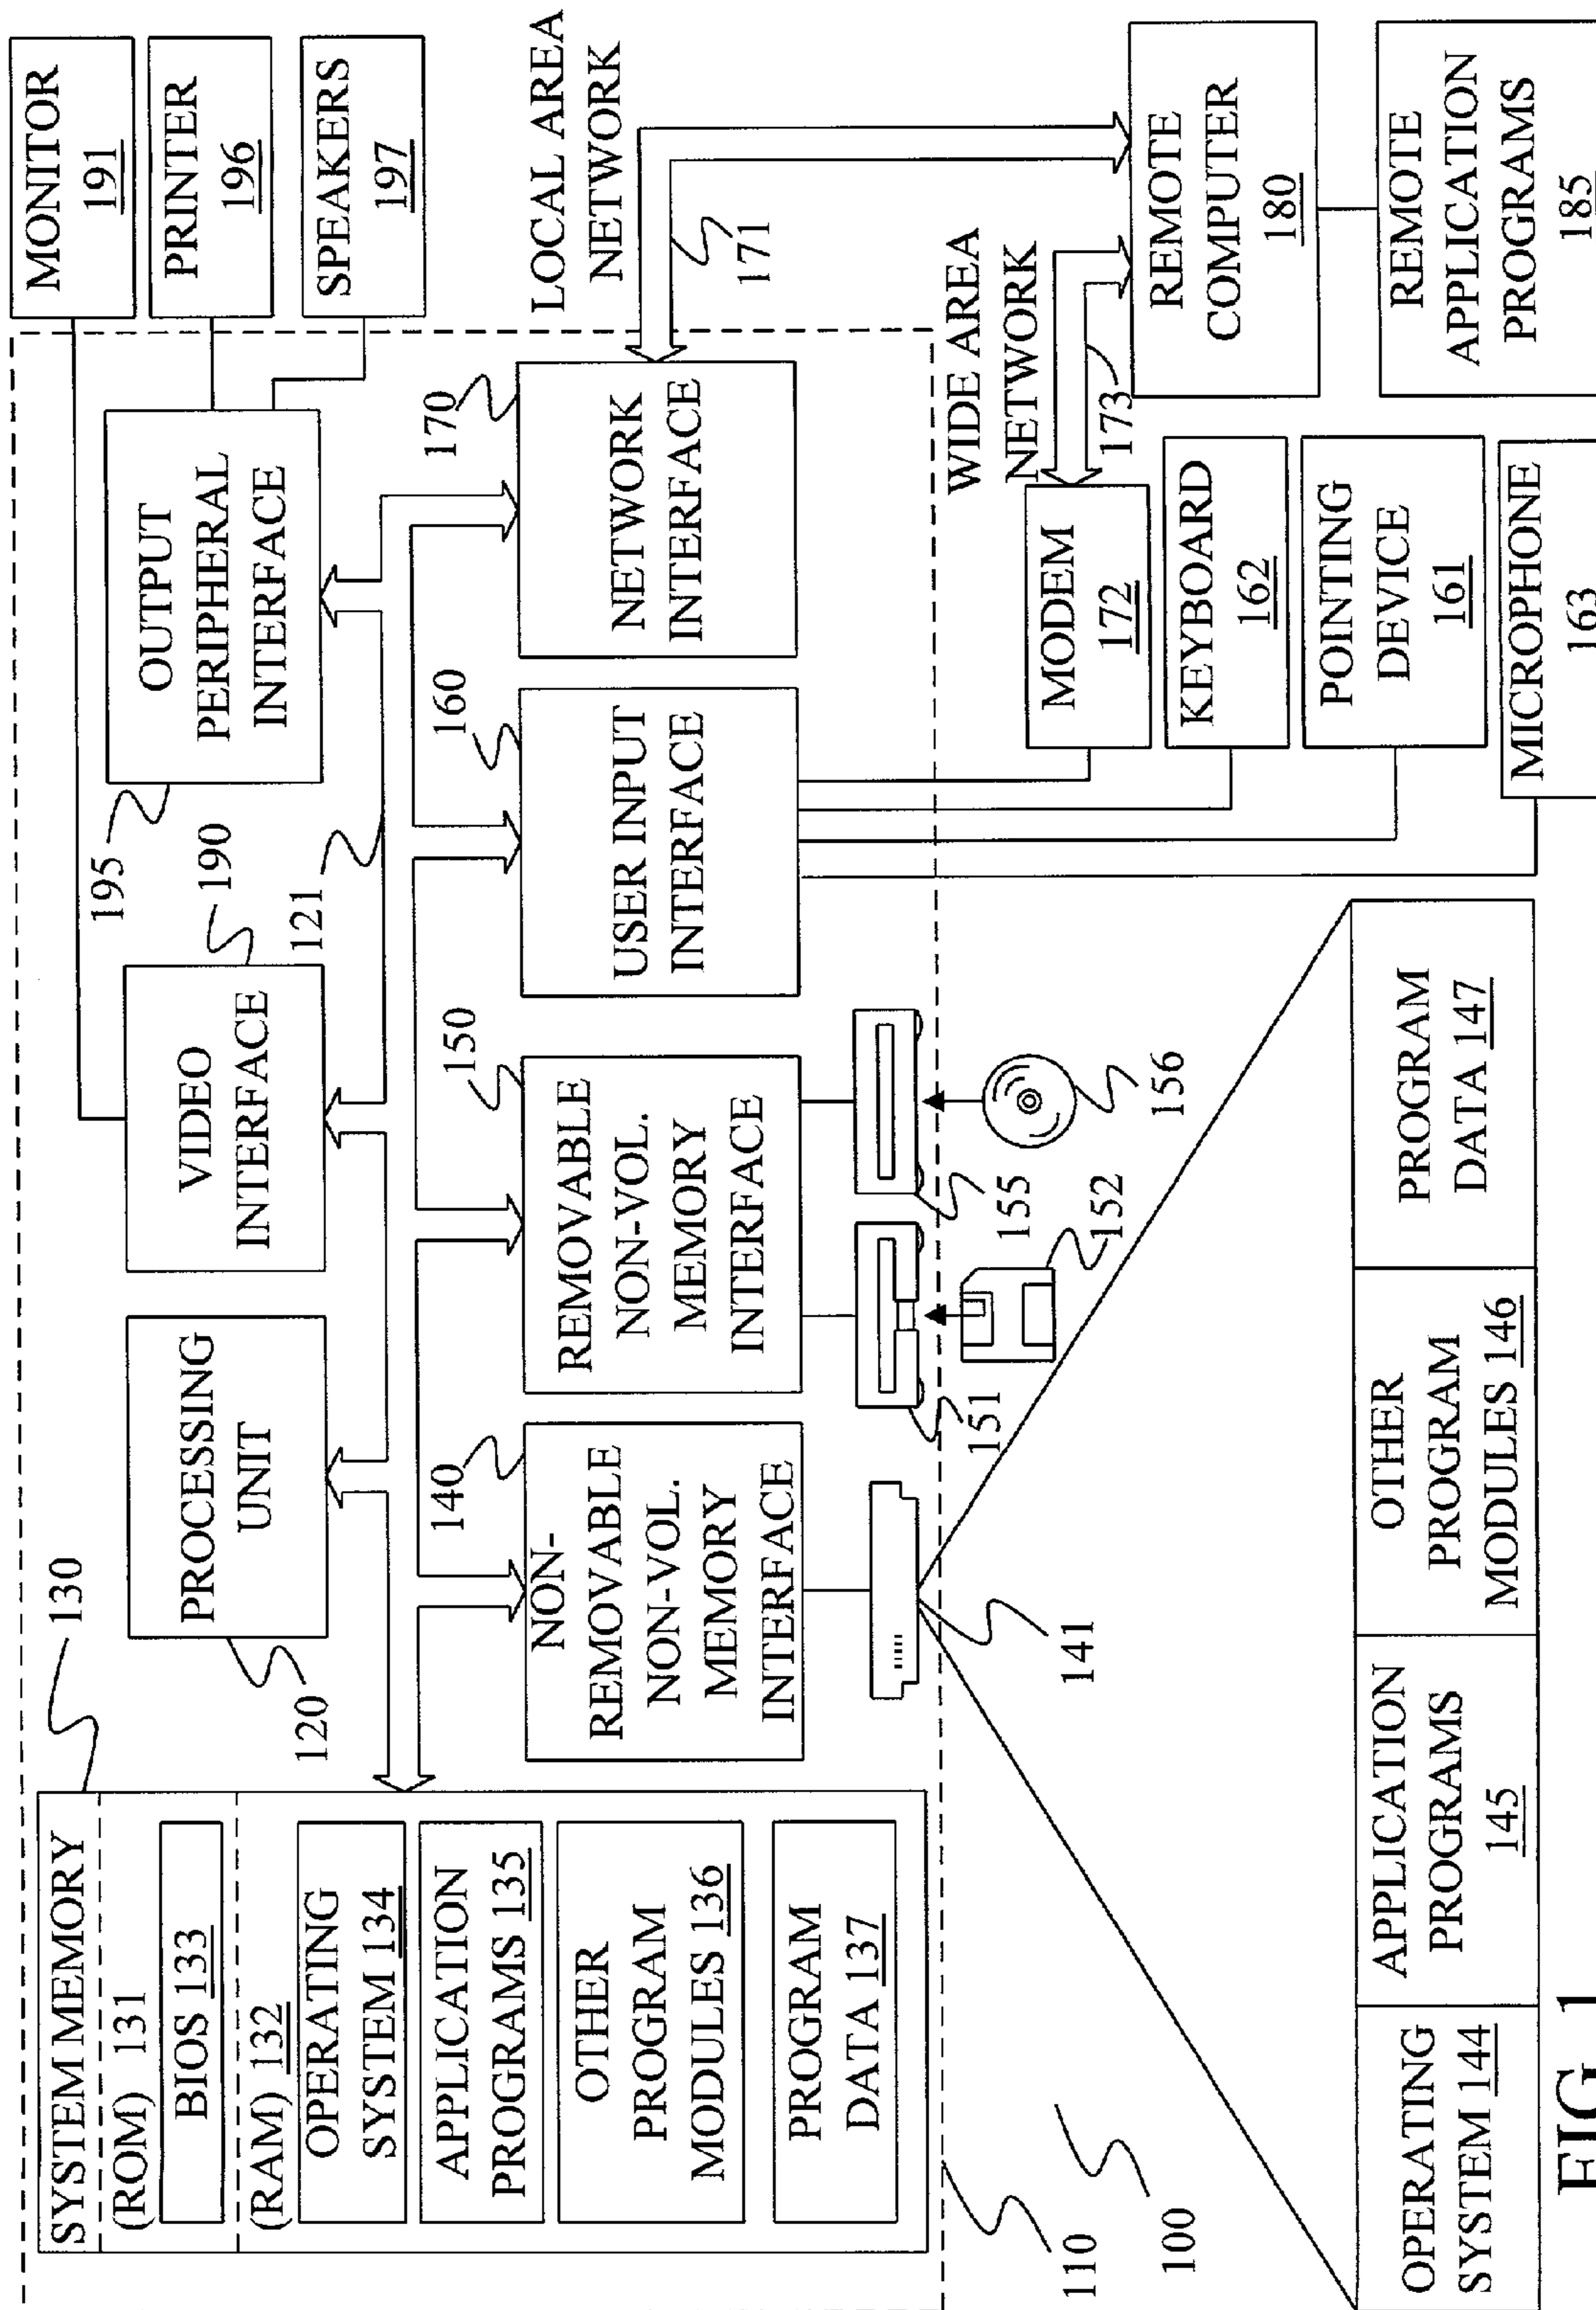 SYSTEM MEMORY
(ROM) 131
BIOS 133
(RAM) 132
OPERATING
SYSTEM 134
APPLICATION
PROGRAMS 135
OTHER
PROGRAM
MODULES 136
PROGRAM
DATA 137
130
PROCESSING
UNIT
120
VIDEO
INTERFACE
190
121
OUTPUT
PERIPHERAL
INTERFACE
195
MONITOR
191
PRINTER
196
SPEAKERS
197
NON-
REMOVABLE
NON-VOL.
MEMORY
INTERFACE
140
REMOVABLE
NON-VOL.
MEMORY
INTERFACE
150
USER INPUT
INTERFACE
160
NETWORK
INTERFACE
170
LOCAL AREA
NETWORK
171
141
151
152
155
156
WIDE AREA
NETWORK
173
MODEM
172
KEYBOARD
162
POINTING
DEVICE
161
MICROPHONE
163
REMOTE
COMPUTER
180
REMOTE
APPLICATION
PROGRAMS
185
110
100
OPERATING
SYSTEM 144
APPLICATION
PROGRAMS
145
OTHER
PROGRAM
MODULES 146
PROGRAM
DATA 147
FIG. 1